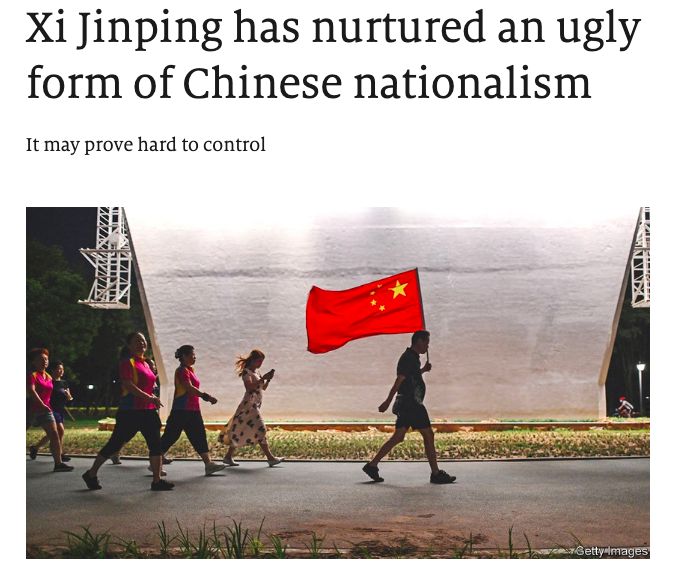 Xi Jinping has nurtured an ugly
form of Chinese nationalism
It may prove hard to control
Getty Images